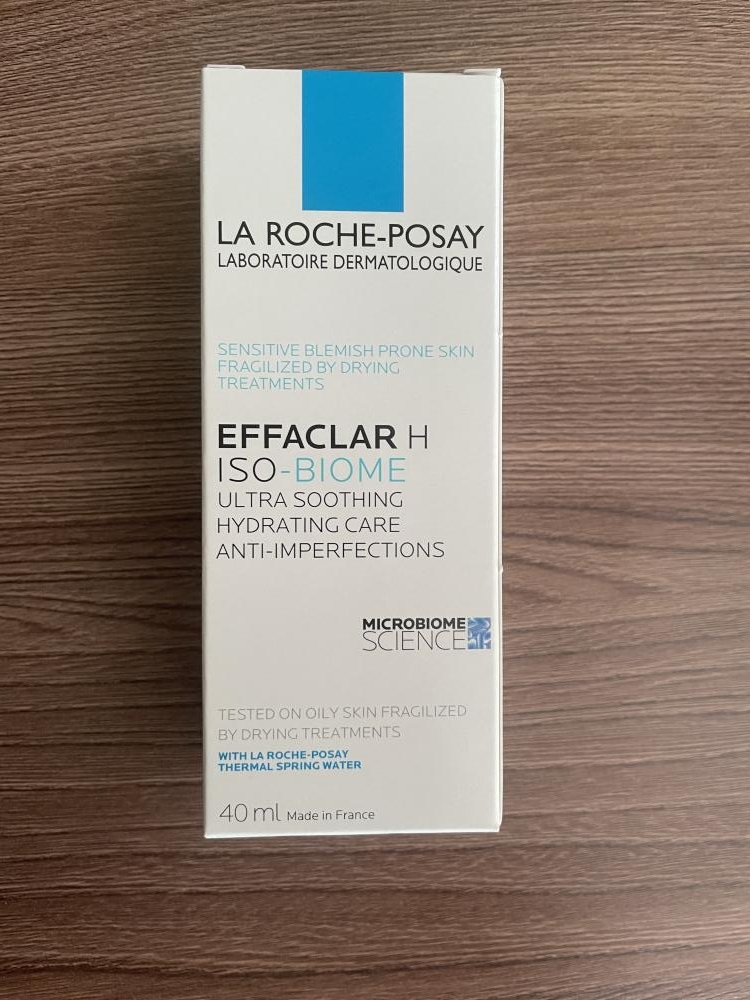 LA ROCHE-POSAY
LABORATOIRE DERMATOLOGIQUE
SENSITIVE BLEMISH PRONE SKIN
FRAGILIZED BY DRYING
TREATMENTS
EFFACLAR H
ISO-BIOME
ULTRA SOOTHING
HYDRATING CARE
ANTI-IMPERFECTIONS
MICROBIOME
SCIENCE
TESTED ON OILY SKIN FRAGILIZED
BY DRYING TREATMENTS
WITH LA ROCHE-POSAY
THERMAL SPRING WATER
40 ml Made in France